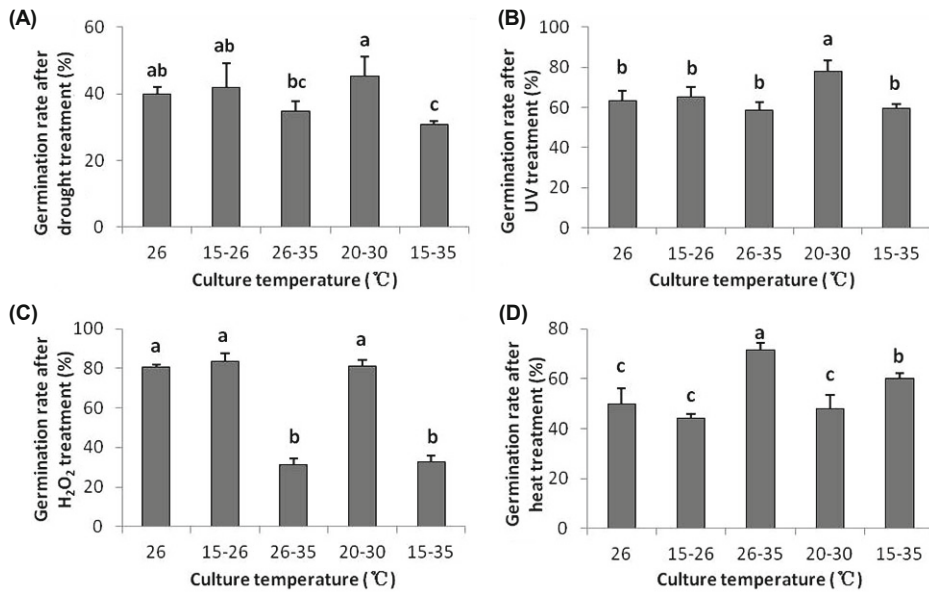 (A)
Germination rate after
drought treatment (%)
60
40
20
0
ab
ab
bc
a
c
26
15-26
26-35
20-30
15-35
Culture temperature (℃)
(B)
Germination rate after
UV treatment (%)
100
80
60
40
20
0
b
b
b
a
b
26
15-26
26-35
20-30
15-35
Culture temperature (℃)
(C)
Germination rate after
H₂O₂ treatment (%)
100
80
60
40
20
0
a
a
b
a
b
26
15-26
26-35
20-30
15-35
Culture temperature (℃)
(D)
Germination rate after
heat treatment (%)
80
60
40
20
0
c
c
a
c
b
26
15-26
26-35
20-30
15-35
Culture temperature (℃)